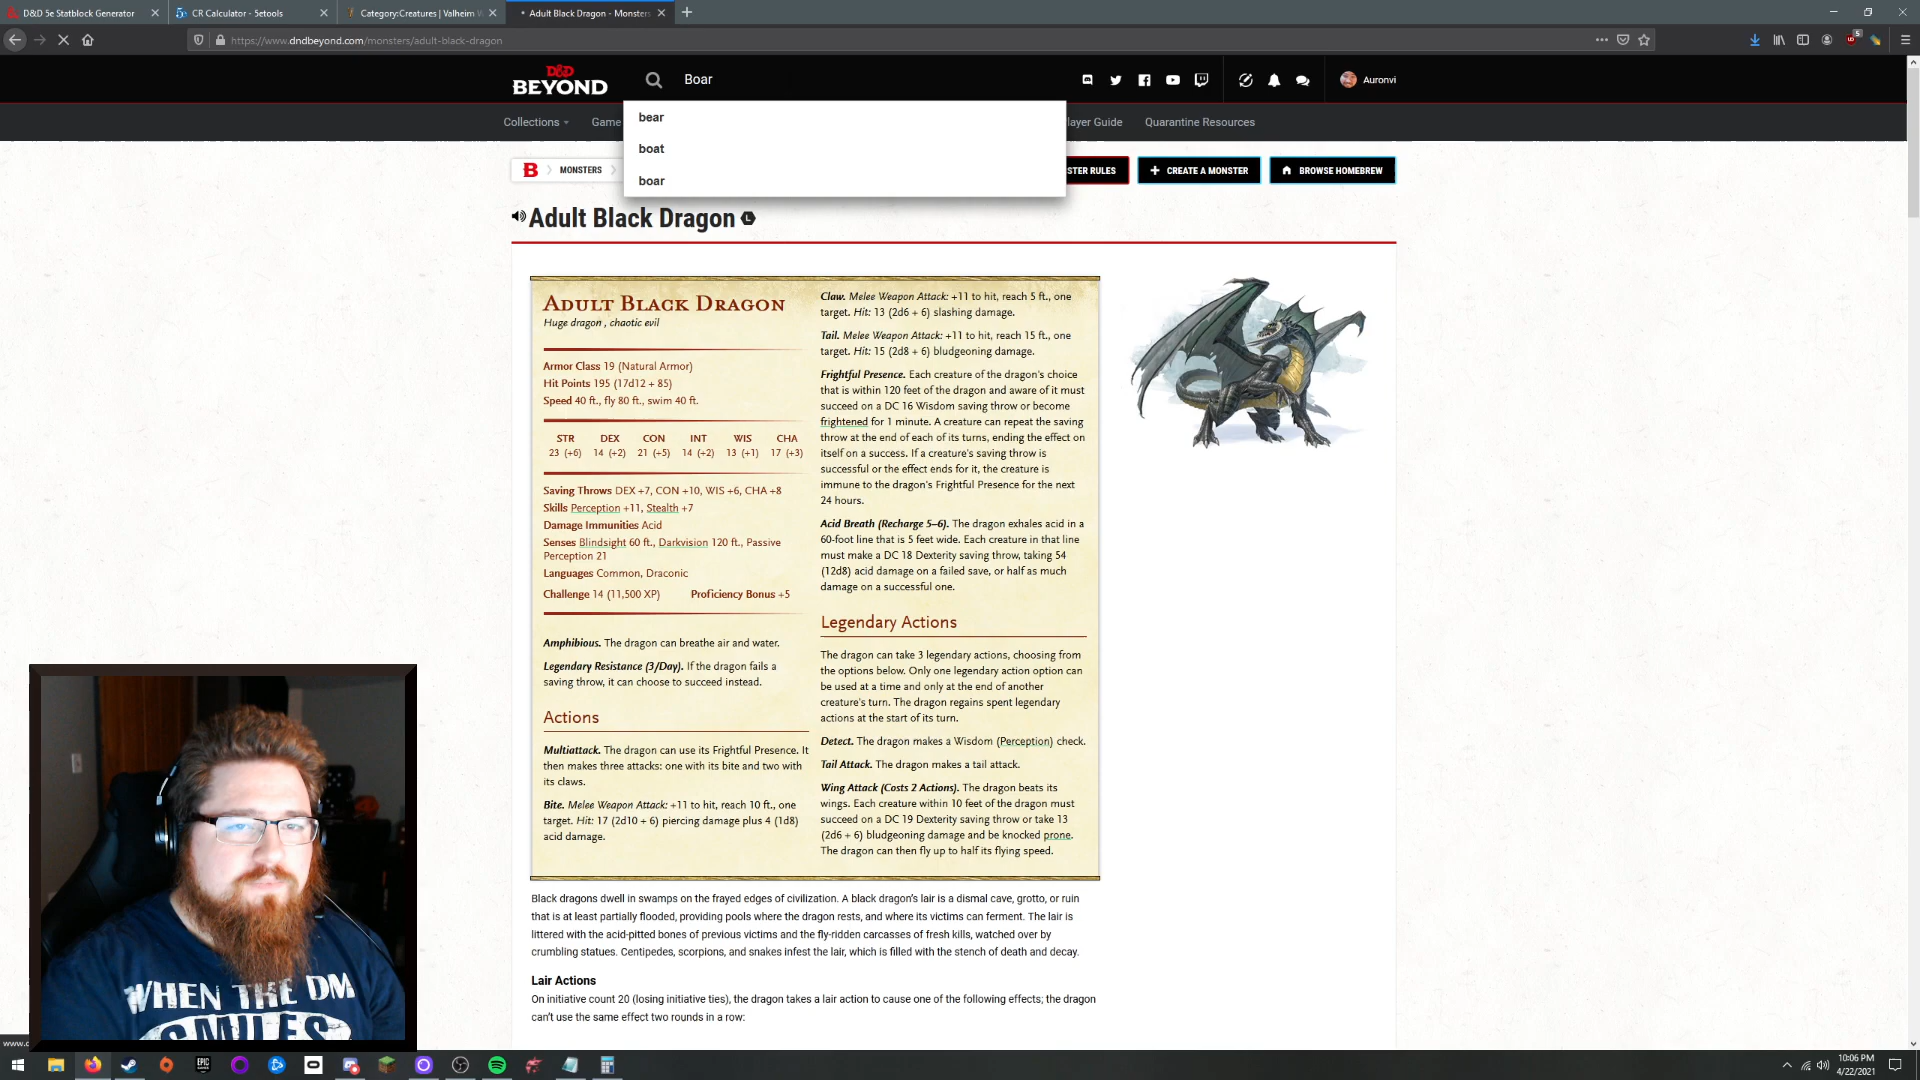 D&D 5e Statblock Generator
CR Calculator - 5etools
Category:Creatures | Valheim
Adult Black Dragon - Monsters
https://www.dndbeyond.com/monsters/adult-black-dragon
D&D
BEYOND
Boar
Auronvi
bear
boat
boar
Collections
Game
Player Guide
Quarantine Resources
MONSTERS
STER RULES
CREATE A MONSTER
BROWSE HOMEBREW
Adult Black Dragon
ADULT BLACK DRAGON
Huge dragon , chaotic evil
Armor Class 19 (Natural Armor)
Hit Points 195 (17d12 + 85)
Speed 40 ft., fly 80 ft., swim 40 ft.
STR DEX CON INT WIS CHA
23 (+6) 14 (+2) 21 (+5) 14 (+2) 13 (+1) 17 (+3)
Saving Throws DEX +7, CON +10, WIS +6, CHA +8
Skills Perception +11, Stealth +7
Damage Immunities Acid
Senses Blindsight 60 ft., Darkvision 120 ft., Passive
Perception 21
Languages Common, Draconic
Challenge 14 (11,500 XP) Proficiency Bonus +5
Amphibious. The dragon can breathe air and water.
Legendary Resistance (3/Day). If the dragon fails a
saving throw, it can choose to succeed instead.
Actions
Multiattack. The dragon can use its Frightful Presence. It
then makes three attacks: one with its bite and two with
its claws.
Bite. Melee Weapon Attack: +11 to hit, reach 10 ft., one
target. Hit: 17 (2d10 + 6) piercing damage plus 4 (1d8)
acid damage.
Claw. Melee Weapon Attack: +11 to hit, reach 5 ft., one
target. Hit: 13 (2d6 + 6) slashing damage.
Tail. Melee Weapon Attack: +11 to hit, reach 15 ft., one
target. Hit: 15 (2d8 + 6) bludgeoning damage.
Frightful Presence. Each creature of the dragon's choice
that is within 120 feet of the dragon and aware of it must
succeed on a DC 16 Wisdom saving throw or become
frightened for 1 minute. A creature can repeat the saving
throw at the end of each of its turns, ending the effect on
itself on a success. If a creature's saving throw is
successful or the effect ends for it, the creature is
immune to the dragon's Frightful Presence for the next
24 hours.
Acid Breath (Recharge 5–6). The dragon exhales acid in a
60-foot line that is 5 feet wide. Each creature in that line
must make a DC 18 Dexterity saving throw, taking 54
(12d8) acid damage on a failed save, or half as much
damage on a successful one.
Legendary Actions
The dragon can take 3 legendary actions, choosing from
the options below. Only one legendary action option can
be used at a time and only at the end of another
creature's turn. The dragon regains spent legendary
actions at the start of its turn.
Detect. The dragon makes a Wisdom (Perception) check.
Tail Attack. The dragon makes a tail attack.
Wing Attack (Costs 2 Actions). The dragon beats its
wings. Each creature within 10 feet of the dragon must
succeed on a DC 19 Dexterity saving throw or take 13
(2d6 + 6) bludgeoning damage and be knocked prone.
The dragon can then fly up to half its flying speed.
Black dragons dwell in swamps on the frayed edges of civilization. A black dragon's lair is a dismal cave, grotto, or ruin
that is at least partially flooded, providing pools where the dragon rests, and where its victims can ferment. The lair is
littered with the acid-pitted bones of previous victims and the fly-ridden carcasses of fresh kills, watched over by
crumbling statues. Centipedes, scorpions, and snakes infest the lair, which is filled with the stench of death and decay.
Lair Actions
On initiative count 20 (losing initiative ties), the dragon takes a lair action to cause one of the following effects; the dragon
can't use the same effect two rounds in a row:
WHEN THE DM
SMILES
www.d
EPIC
GAMES
10:06 PM
4/22/2021